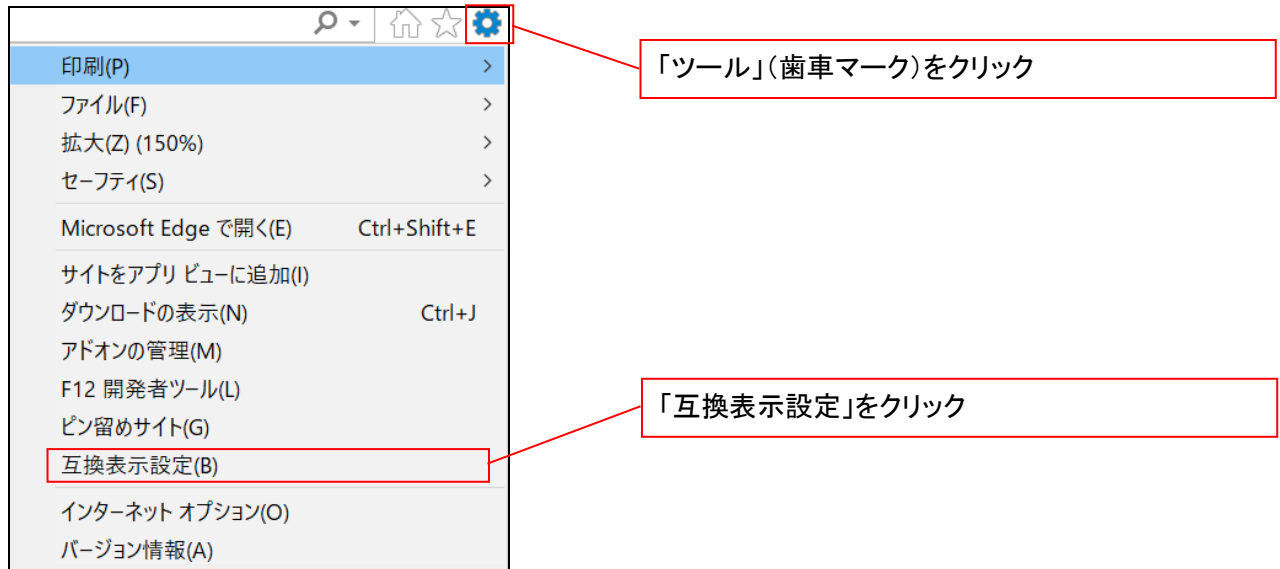 「ツール」(歯車マーク)をクリック
印刷(P)
ファイル(F)
拡大(Z) (150%)
セーフティ(S)
Microsoft Edge で開く(E) Ctrl+Shift+E
サイトをアプリ ビューに追加(I)
ダウンロードの表示(N) Ctrl+J
アドオンの管理(M)
F12 開発者ツール(L)
ピン留めサイト(G)
互換表示設定(B)
「互換表示設定」をクリック
インターネット オプション(O)
バージョン情報(A)